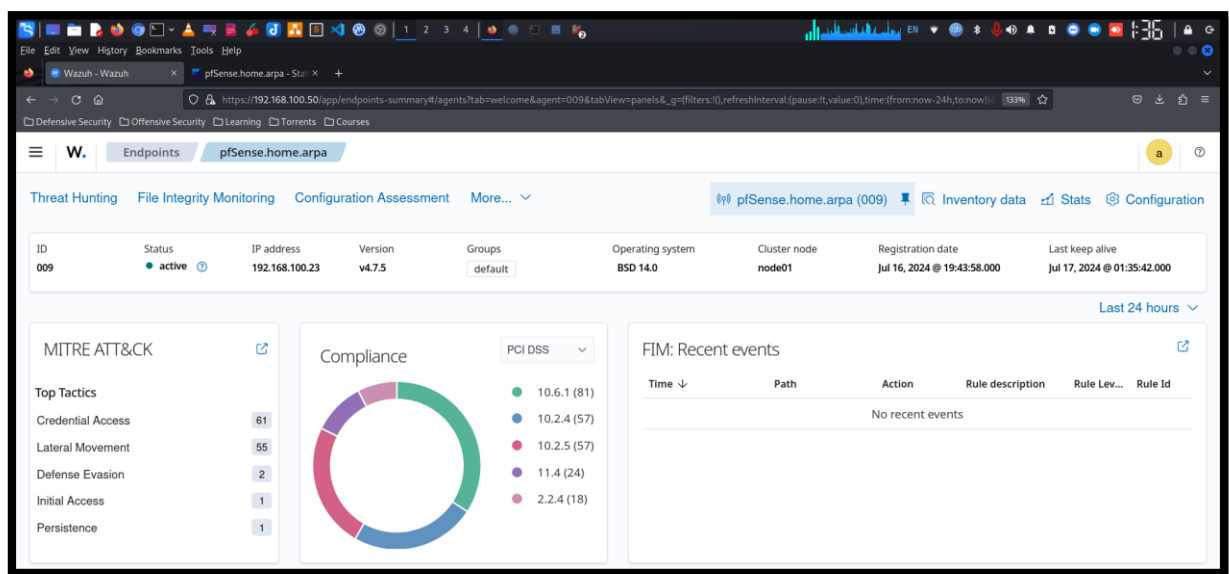 1 2 3 4 EN 1:36
File Edit View History Bookmarks Tools Help
Wazuh - Wazuh × pfSense.home.arpa - Stat × +
https://192.168.100.50/app/endpoints-summary#/agents?tab=welcome&agent=009&tabView=panels&_g=(filters:!(),refreshInterval:(pause:!t,value:0),time:(from:now-24h,to:now)) 133%
Defensive Security Offensive Security Learning Torrents Courses
W. Endpoints pfSense.home.arpa a
Threat Hunting File Integrity Monitoring Configuration Assessment More... pfSense.home.arpa (009) Inventory data Stats Configuration
ID Status IP address Version Groups Operating system Cluster node Registration date Last keep alive
009 active 192.168.100.23 v4.7.5 default BSD 14.0 node01 Jul 16, 2024 @ 19:43:58.000 Jul 17, 2024 @ 01:35:42.000
Last 24 hours
MITRE ATT&CK
Top Tactics
Credential Access 61
Lateral Movement 55
Defense Evasion 2
Initial Access 1
Persistence 1
Compliance PCI DSS
10.6.1 (81)
10.2.4 (57)
10.2.5 (57)
11.4 (24)
2.2.4 (18)
FIM: Recent events
Time ↓ Path Action Rule description Rule Lev... Rule Id
No recent events